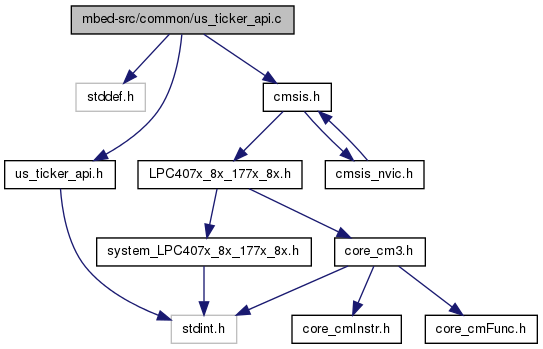 mbed-src/common/us_ticker_api.c
stddef.h
cmsis.h
us_ticker_api.h
LPC407x_8x_177x_8x.h
cmsis_nvic.h
system_LPC407x_8x_177x_8x.h
core_cm3.h
stdint.h
core_cmInstr.h
core_cmFunc.h